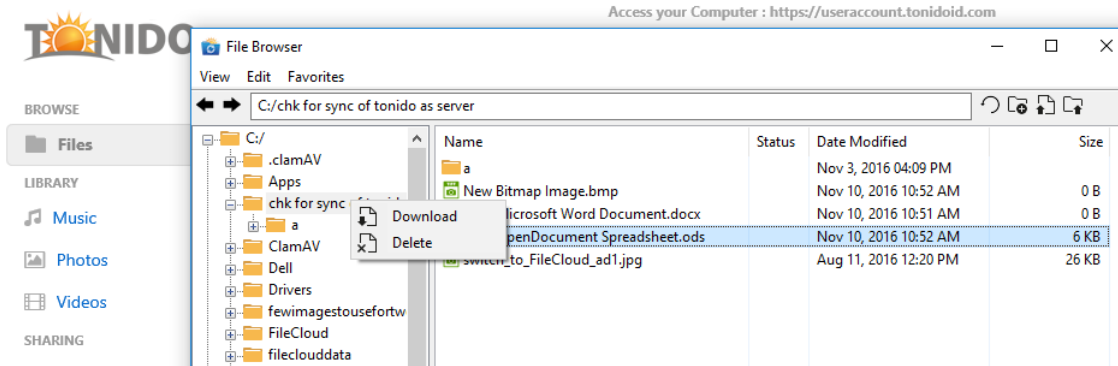 Access your Computer : https://useraccount.tonidoid.com
TONIDO
File Browser
View Edit Favorites
C:/chk for sync of tonido as server
BROWSE
Files
LIBRARY
Music
Photos
Videos
SHARING
C:/
.clamAV
Apps
chk for sync of
a
ClamAV
Dell
Drivers
fewimagestousefortw
FileCloud
fileclouddata
Download
Delete
Name Status Date Modified Size
a Nov 3, 2016 04:09 PM
New Bitmap Image.bmp Nov 10, 2016 10:52 AM 0 B
icrosoft Word Document.docx Nov 10, 2016 10:51 AM 0 B
penDocument Spreadsheet.ods Nov 10, 2016 10:52 AM 6 KB
switch_to_FileCloud_ad1.jpg Aug 11, 2016 12:20 PM 26 KB